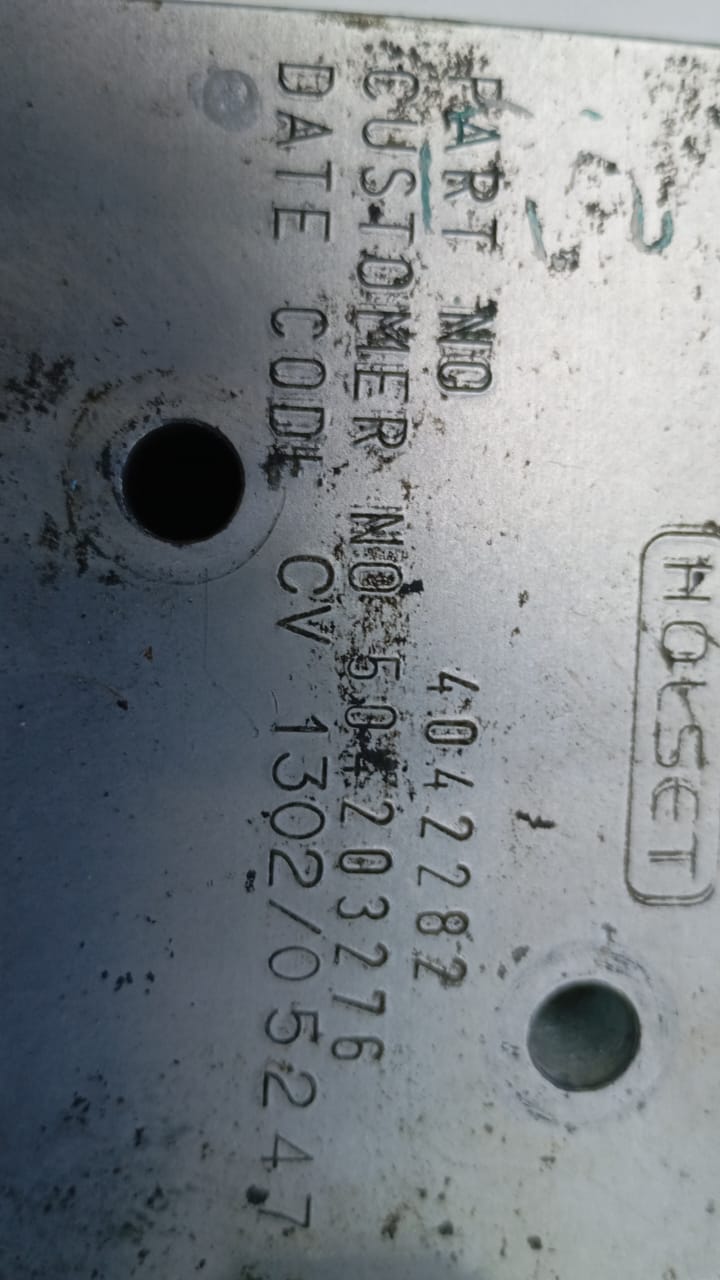 HOLSET
PART NO 4042282
CUSTOMER NO 504203276
DATE CODE CV 1302/05247